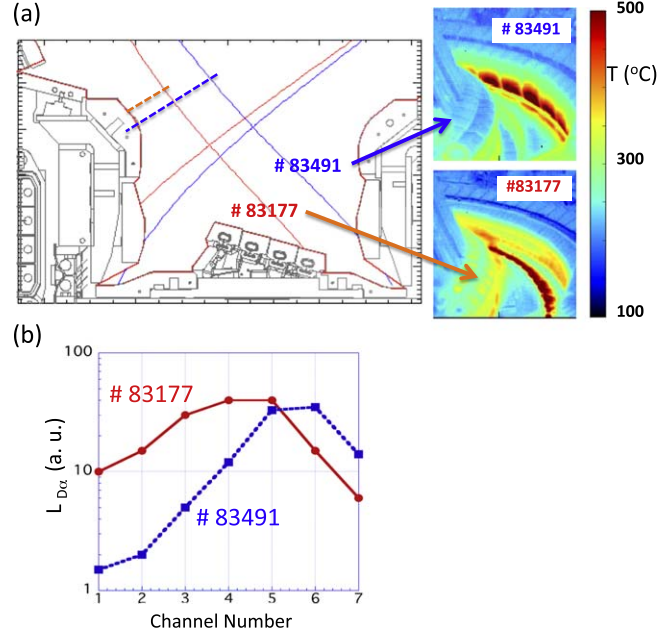 (a)
# 83491
500
T (ºC)
# 83491
300
#83177
# 83177
100
(b)
100
# 83177
10
# 83491
1
1 2 3 4 5 6 7
L Dα (a. u.)
Channel Number